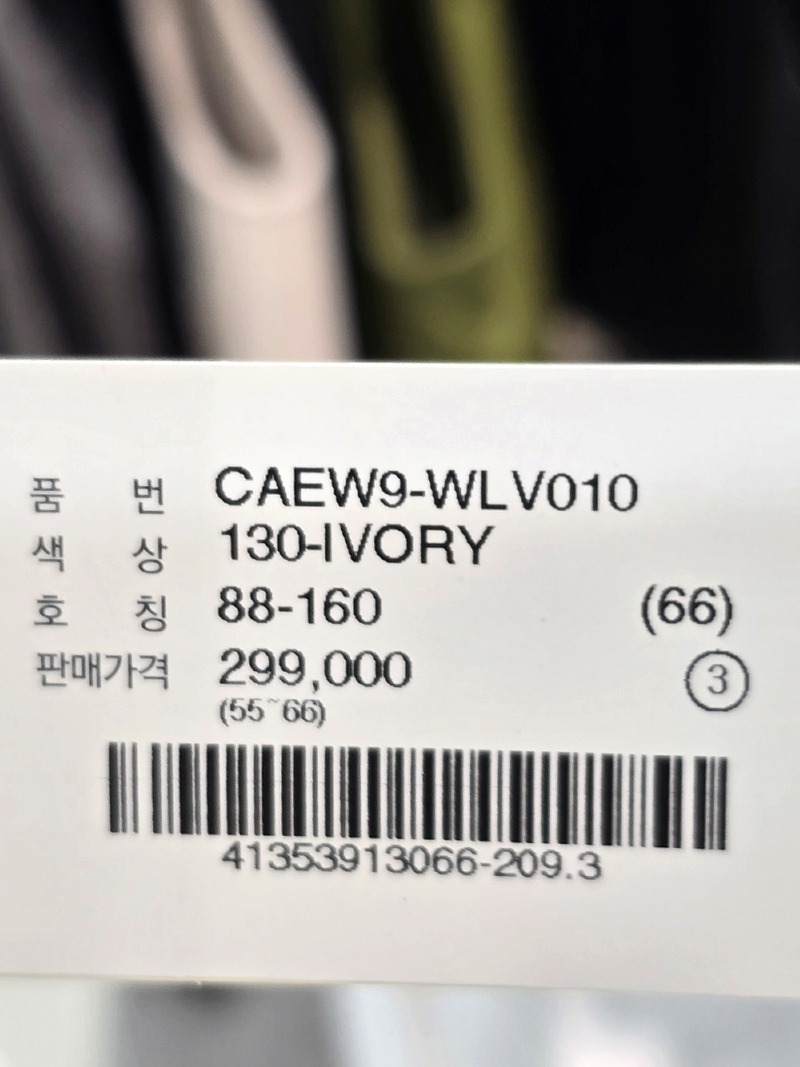 품 번 CAEW9-WLV010
색 상 130-IVORY
호 칭 88-160 (66)
판매가격 299,000 ③
(55~66)
41353913066-209.3